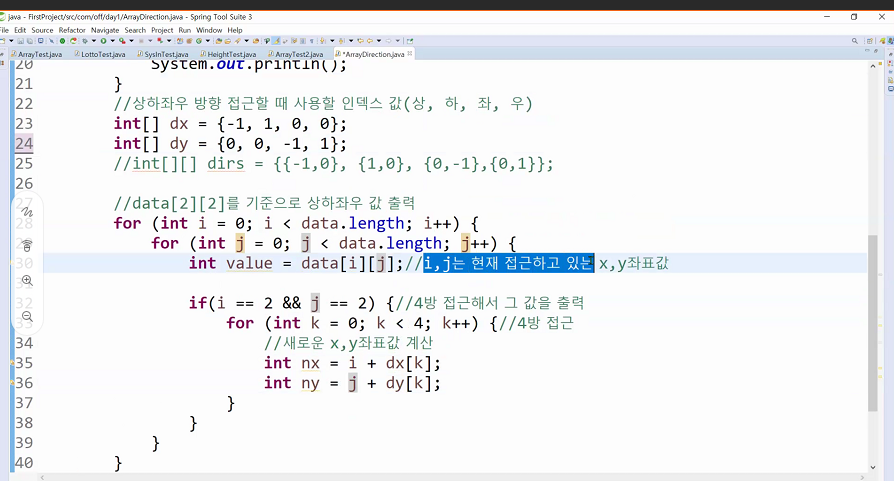 java - FirstProject/src/com/off/day1/ArrayDirection.java - Spring Tool Suite 3
File Edit Source Refactor Navigate Search Project Run Window Help
ArrayTest.java LottoTest.java SysInTest.java HeightTest.java ArrayTest2.java *ArrayDirection.java
20 System.out.println();
21 }
22 //상하좌우 방향 접근할 때 사용할 인덱스 값(상, 하, 좌, 우)
23 int[] dx = {-1, 1, 0, 0};
24 int[] dy = {0, 0, -1, 1};
25 //int[][] dirs = {{-1,0}, {1,0}, {0,-1},{0,1}};
26
27 //data[2][2]를 기준으로 상하좌우 값 출력
28 for (int i = 0; i < data.length; i++) {
for (int j = 0; j < data.length; j++) {
30 int value = data[i][j];//i,j는 현재 접근하고 있는 x,y좌표값
32 if(i == 2 && j == 2) {//4방 접근해서 그 값을 출력
33 for (int k = 0; k < 4; k++) {//4방 접근
34 //새로운 x,y좌표값 계산
35 int nx = i + dx[k];
36 int ny = j + dy[k];
37 }
38 }
39 }
40 }